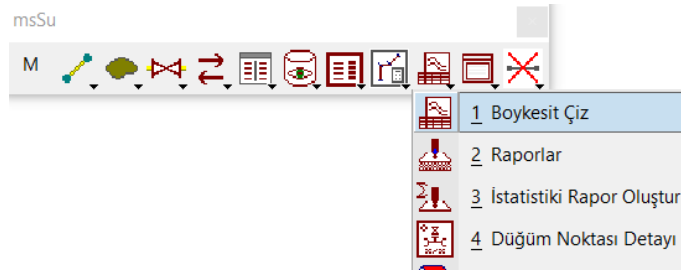 msSu
M
1 Boykesit Çiz
2 Raporlar
3 İstatistiki Rapor Oluştur
4 Düğüm Noktası Detayı